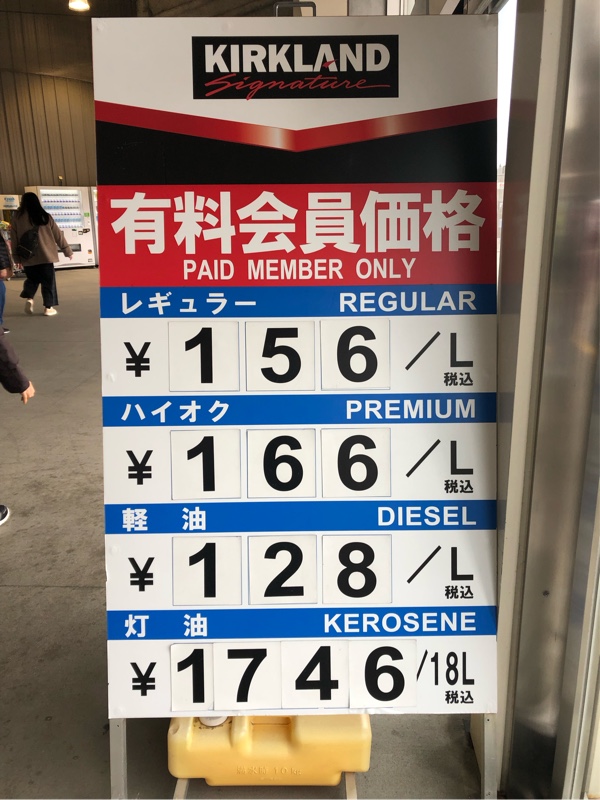 KIRKLAND
Signature
有料会員価格
PAID MEMBER ONLY
レギュラー REGULAR
¥ 156 /L
税込
ハイオク PREMIUM
¥ 166 /L
税込
軽油 DIESEL
¥ 128 /L
税込
灯油 KEROSENE
¥ 1746 /18L
税込